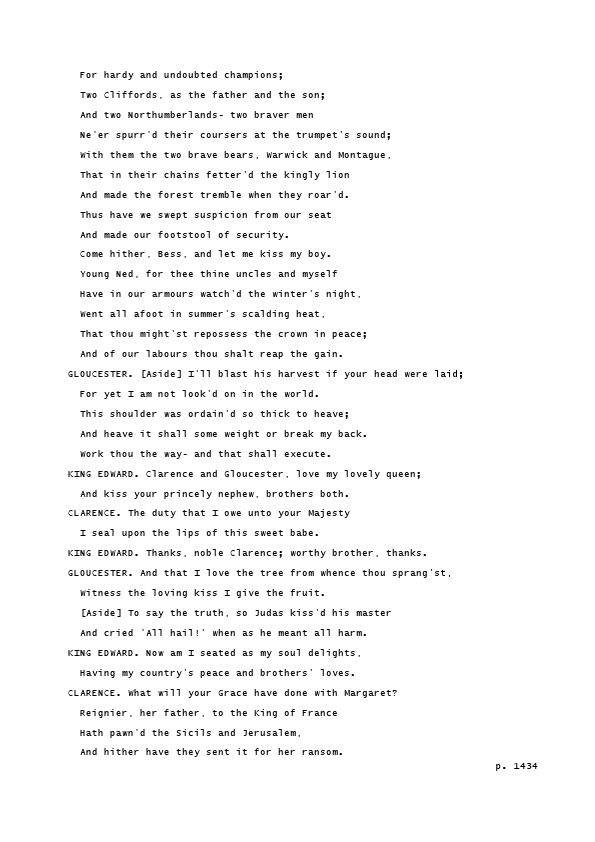 For hardy and undoubted champions;
Two Cliffords, as the father and the son;
And two Northumberlands- two braver men
Ne'er spurr'd their coursers at the trumpet's sound;
With them the two brave bears, Warwick and Montague,
That in their chains fetter'd the kingly lion
And made the forest tremble when they roar'd.
Thus have we swept suspicion from our seat
And made our footstool of security.
Come hither, Bess, and let me kiss my boy.
Young Ned, for thee thine uncles and myself
Have in our armours watch'd the winter's night,
Went all afoot in summer's scalding heat,
That thou might'st repossess the crown in peace;
And of our labours thou shalt reap the gain.
GLOUCESTER. [Aside] I'll blast his harvest if your head were laid;
For yet I am not look'd on in the world.
This shoulder was ordain'd so thick to heave;
And heave it shall some weight or break my back.
Work thou the way- and that shall execute.
KING EDWARD. Clarence and Gloucester, love my lovely queen;
And kiss your princely nephew, brothers both.
CLARENCE. The duty that I owe unto your Majesty
I seal upon the lips of this sweet babe.
KING EDWARD. Thanks, noble Clarence; worthy brother, thanks.
GLOUCESTER. And that I love the tree from whence thou sprang'st,
Witness the loving kiss I give the fruit.
[Aside] To say the truth, so Judas kiss'd his master
And cried 'All hail!' when as he meant all harm.
KING EDWARD. Now am I seated as my soul delights,
Having my country's peace and brothers' loves.
CLARENCE. What will your Grace have done with Margaret?
Reignier, her father, to the King of France
Hath pawn'd the Sicils and Jerusalem,
And hither have they sent it for her ransom.
p. 1434